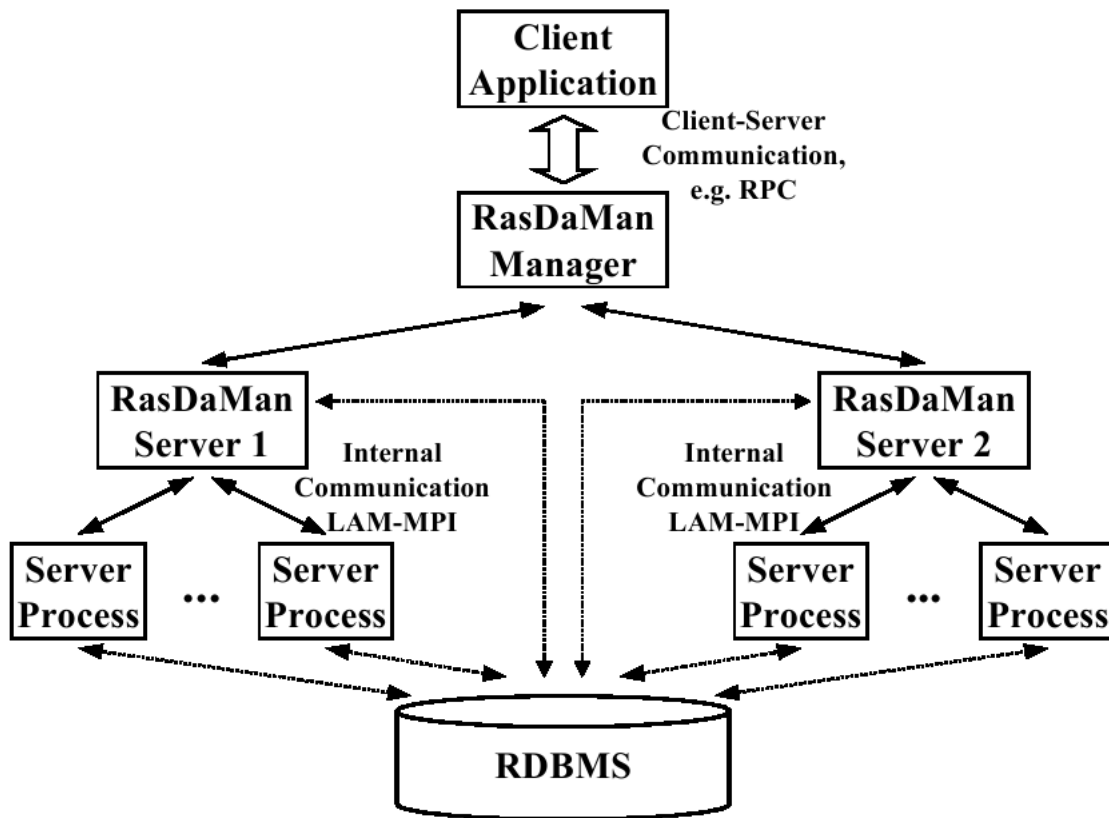 Client
Application
Client-Server
Communication,
e.g. RPC
RasDaMan
Manager
RasDaMan
Server 1
RasDaMan
Server 2
Internal
Communication
LAM-MPI
Internal
Communication
LAM-MPI
Server
Process
...
Server
Process
Server
Process
...
Server
Process
RDBMS